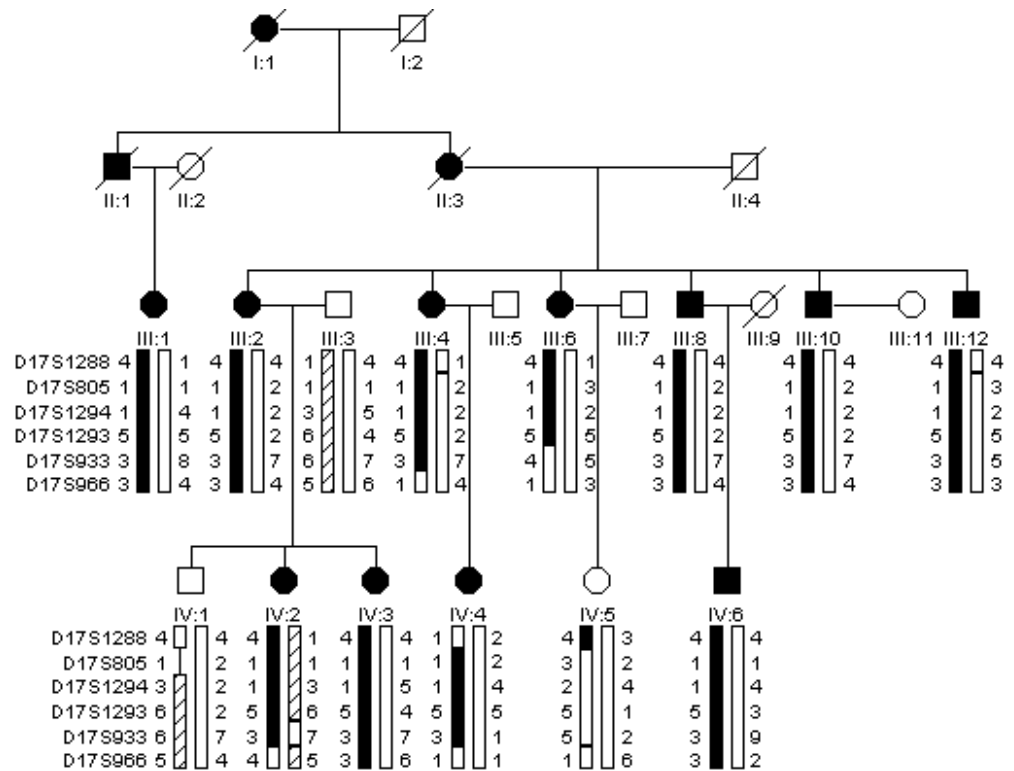 I:1 I:2
II:1 II:2 II:3 II:4
III:1 III:2 III:3 III:4 III:5 III:6 III:7 III:8 III:9 III:10 III:11 III:12
D17S1288 4 1 4 4 1 4 4 1 4 1 4 4 4 4 4 4
D17S805 1 1 1 2 1 1 1 2 1 3 1 2 1 2 1 3
D17S1294 1 4 1 2 3 5 1 2 1 2 1 2 1 2 1 2
D17S1293 5 5 5 2 6 4 5 2 5 5 5 2 5 2 5 5
D17S933 3 8 3 7 6 7 3 7 4 5 3 7 3 7 3 5
D17S966 3 4 3 4 5 6 1 4 1 3 3 4 3 4 3 3
IV:1 IV:2 IV:3 IV:4 IV:5 IV:6
D17S1288 4 4 4 1 4 4 1 2 4 3 4 4
D17S805 1 2 1 1 1 1 1 2 3 2 1 1
D17S1294 3 2 1 3 1 5 1 4 2 4 1 4
D17S1293 6 2 5 6 5 4 5 5 5 1 5 3
D17S933 6 7 3 7 3 7 3 1 5 2 3 9
D17S966 5 4 4 5 3 6 1 1 1 6 3 2